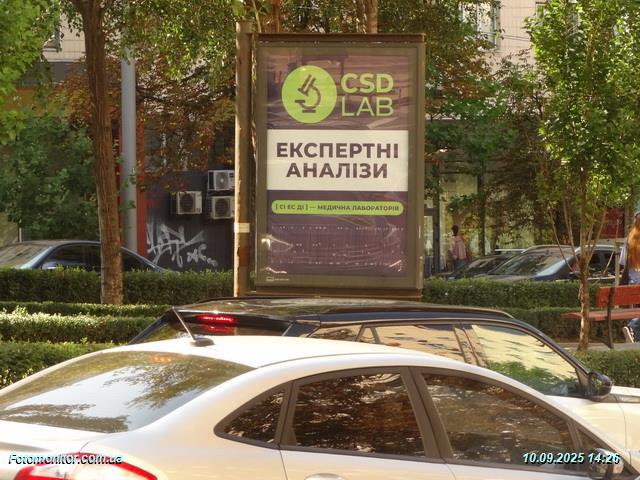 CSD
LAB
ЕКСПЕРТНІ
АНАЛІЗИ
[ СІ ЕС ДІ ] — МЕДИЧНА ЛАБОРАТОРІЯ
Fotomonitor.com.ua
10.09.2025 14:26